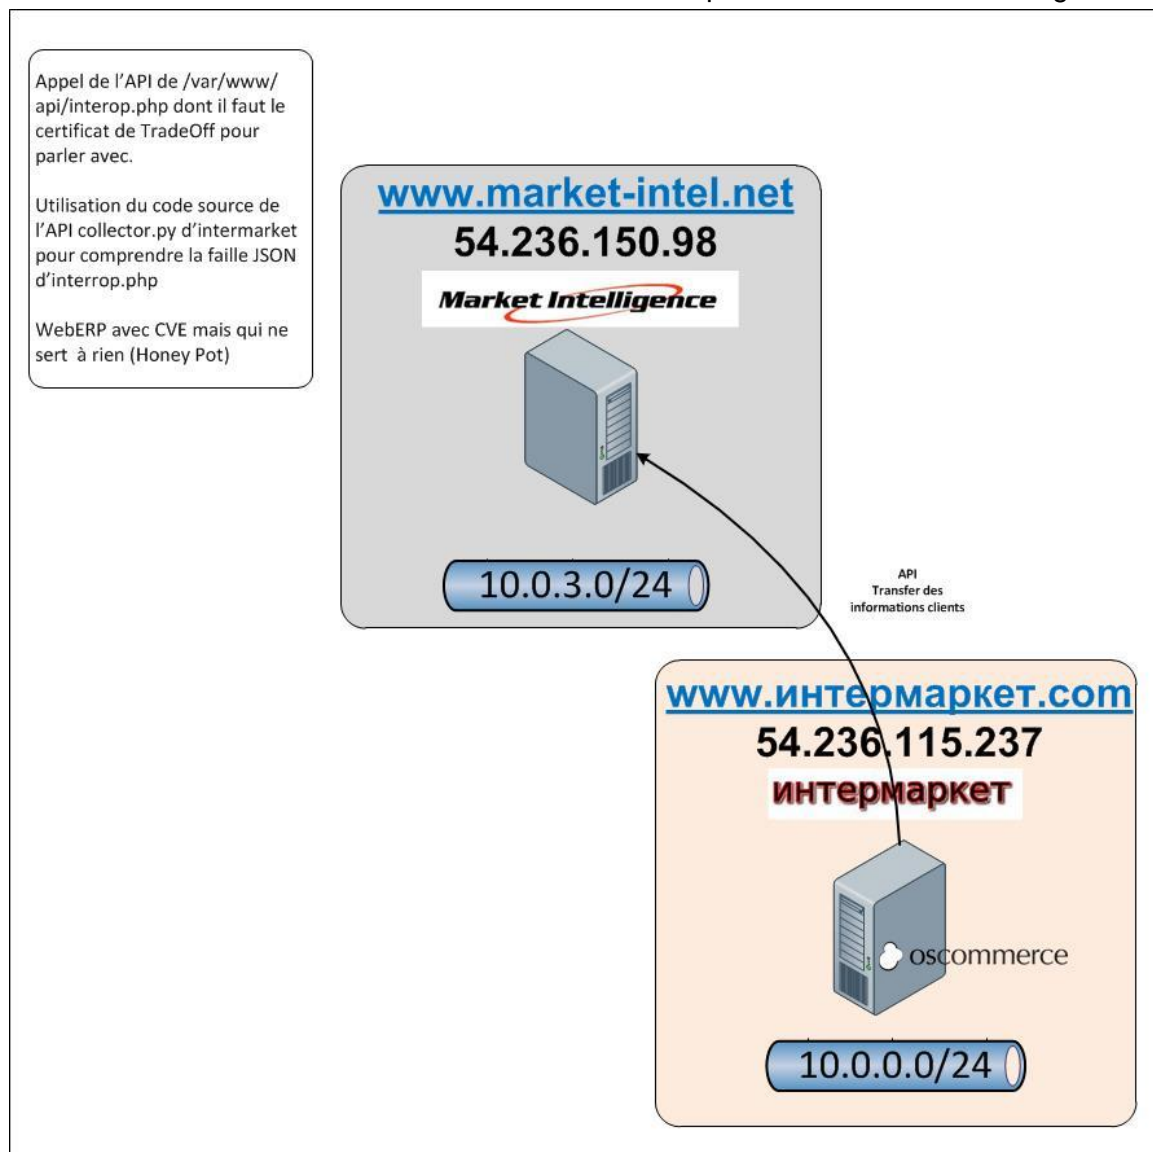 Appel de l'API de /var/www/
api/interop.php dont il faut le
certificat de TradeOff pour
parler avec.
Utilisation du code source de
l'API collector.py d'intermarket
pour comprendre la faille JSON
d'interrop.php
WebERP avec CVE mais qui ne
sert à rien (Honey Pot)
www.market-intel.net
54.236.150.98
Market Intelligence
10.0.3.0/24
API
Transfer des
informations clients
www.интермаркет.com
54.236.115.237
интермаркет
oscommerce
10.0.0.0/24